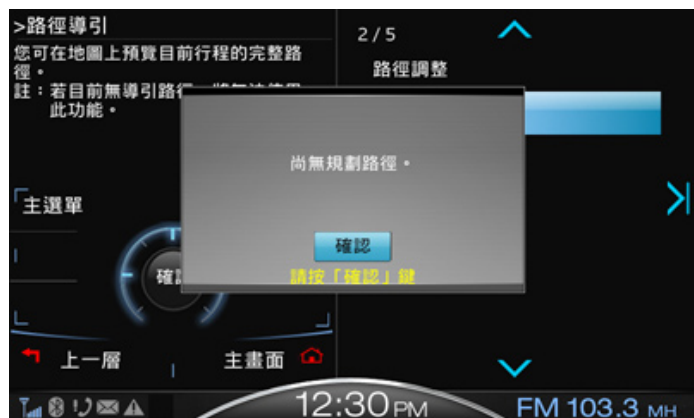 >路徑導引
您可在地圖上預覽目前行程的完整路
徑。
註：若目前無導引路徑
此功能。
2/5
路徑調整
尚無規劃路徑。
確認
請按「確認」鍵
主選單
上一層
主畫面
12:30 PM
FM 103.3 MH